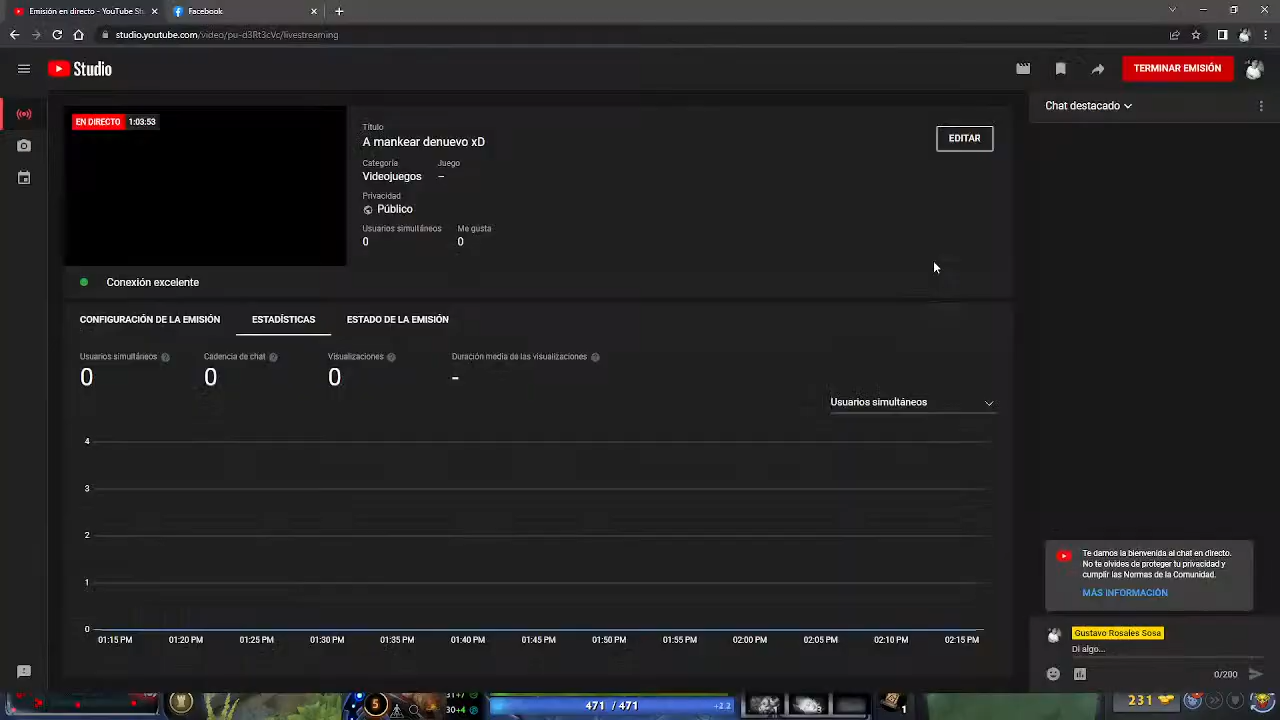 Emisión en directo - YouTube Stu
Facebook
studio.youtube.com/video/pu-d3Rt3cVc/livestreaming
Studio
TERMINAR EMISIÓN
EN DIRECTO 1:03:53
Título
A mankear denuevo xD
EDITAR
Categoría Juego
Videojuegos –
Privacidad
Público
Usuarios simultáneos Me gusta
0 0
Conexión excelente
CONFIGURACIÓN DE LA EMISIÓN ESTADÍSTICAS ESTADO DE LA EMISIÓN
Usuarios simultáneos Cadencia de chat Visualizaciones Duración media de las visualizaciones
0 0 0 -
Usuarios simultáneos
4
3
2
1
0
01:15 PM 01:20 PM 01:25 PM 01:30 PM 01:35 PM 01:40 PM 01:45 PM 01:50 PM 01:55 PM 02:00 PM 02:05 PM 02:10 PM 02:15 PM
Chat destacado
Te damos la bienvenida al chat en directo.
No te olvides de proteger tu privacidad y
cumplir las Normas de la Comunidad.
MÁS INFORMACIÓN
Gustavo Rosales Sosa
Di algo...
0/200
5
30+4
471 / 471
+2.2
1
231